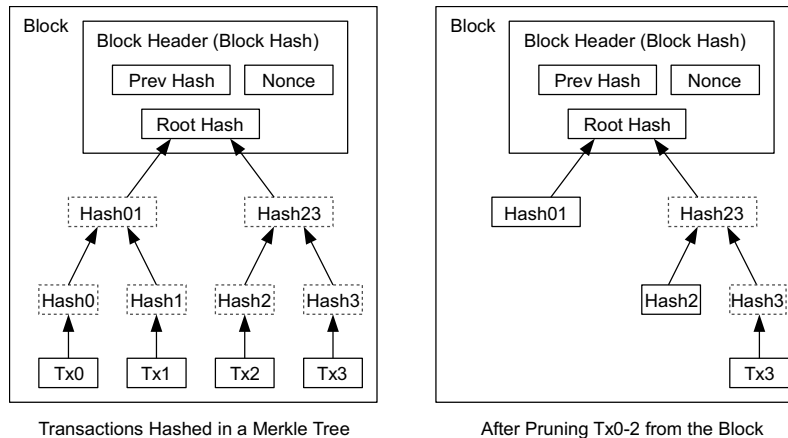 Block
Block Header (Block Hash)
Prev Hash
Nonce
Root Hash
Hash01
Hash23
Hash0
Hash1
Hash2
Hash3
Tx0
Tx1
Tx2
Tx3
Transactions Hashed in a Merkle Tree
Block
Block Header (Block Hash)
Prev Hash
Nonce
Root Hash
Hash01
Hash23
Hash2
Hash3
Tx3
After Pruning Tx0-2 from the Block